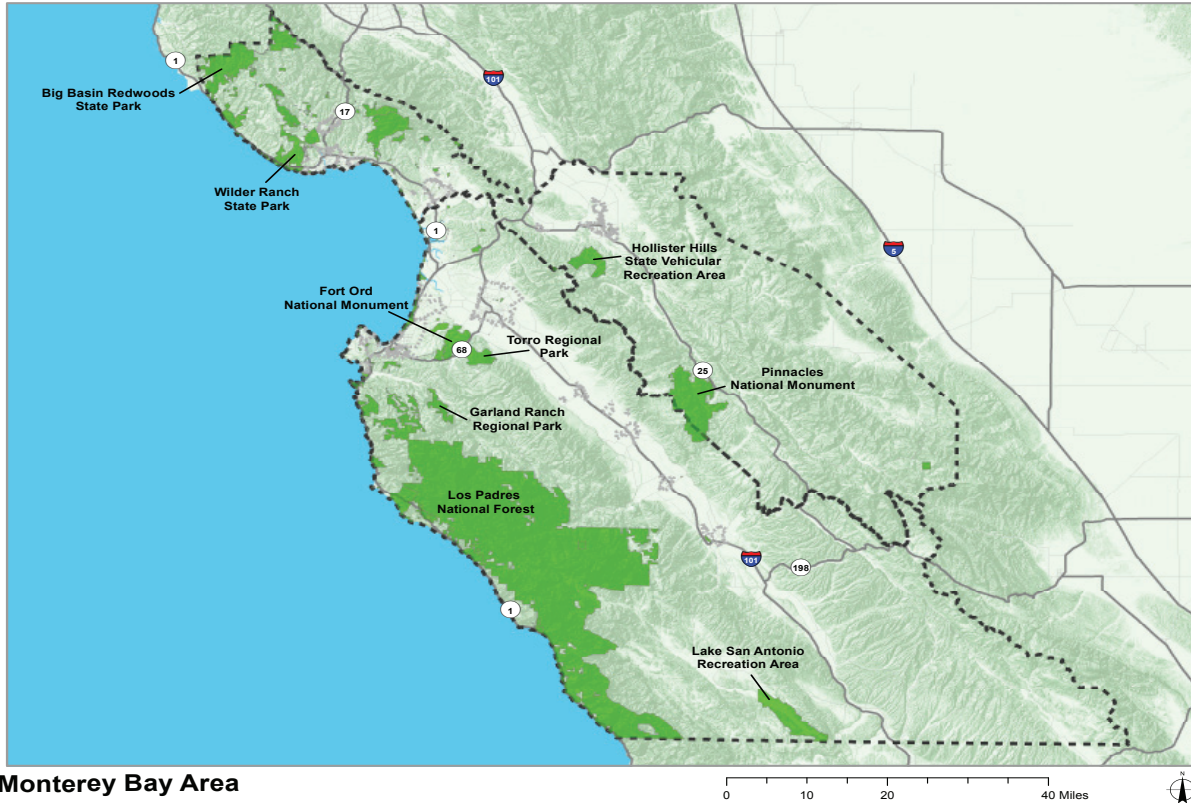 1
101
Big Basin Redwoods
State Park
17
Wilder Ranch
State Park
1
Hollister Hills
State Vehicular
Recreation Area
5
Fort Ord
National Monument
68
Torro Regional
Park
25
Pinnacles
National Monument
Garland Ranch
Regional Park
Los Padres
National Forest
101
198
1
Lake San Antonio
Recreation Area
Monterey Bay Area
0 10 20 40 Miles
N